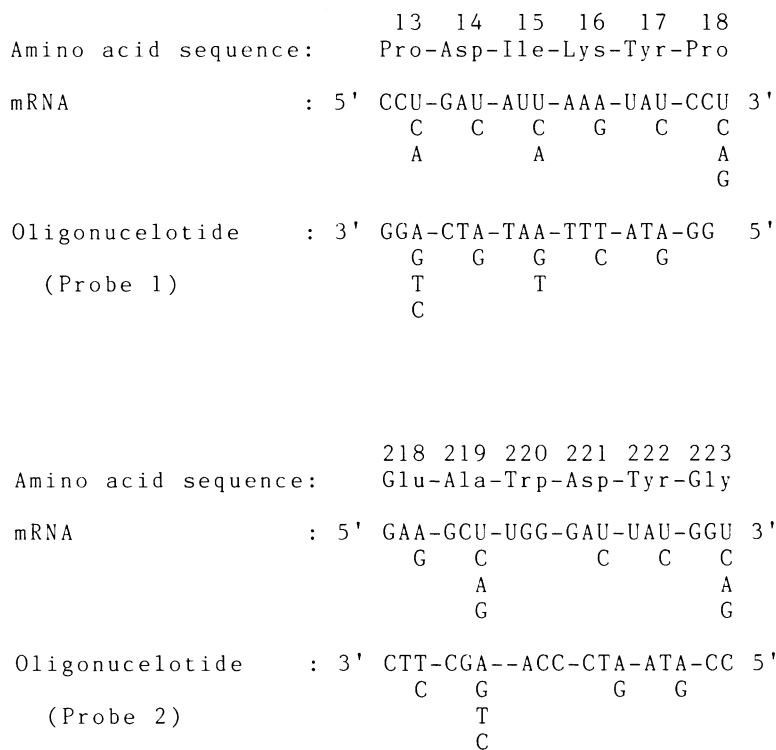 13 14 15 16 17 18
Amino acid sequence: Pro-Asp-Ile-Lys-Tyr-Pro
mRNA : 5' CCU-GAU-AUU-AAA-UAU-CCU 3'
C C C G C C
A A A
G
Oligonucelotide : 3' GGA-CTA-TAA-TTT-ATA-GG 5'
G G G C G
(Probe 1) T T
C
218 219 220 221 222 223
Amino acid sequence: Glu-Ala-Trp-Asp-Tyr-Gly
mRNA : 5' GAA-GCU-UGG-GAU-UAU-GGU 3'
G C C C C
A A
G G
Oligonucelotide : 3' CTT-CGA--ACC-CTA-ATA-CC 5'
C G G G
(Probe 2) T
C